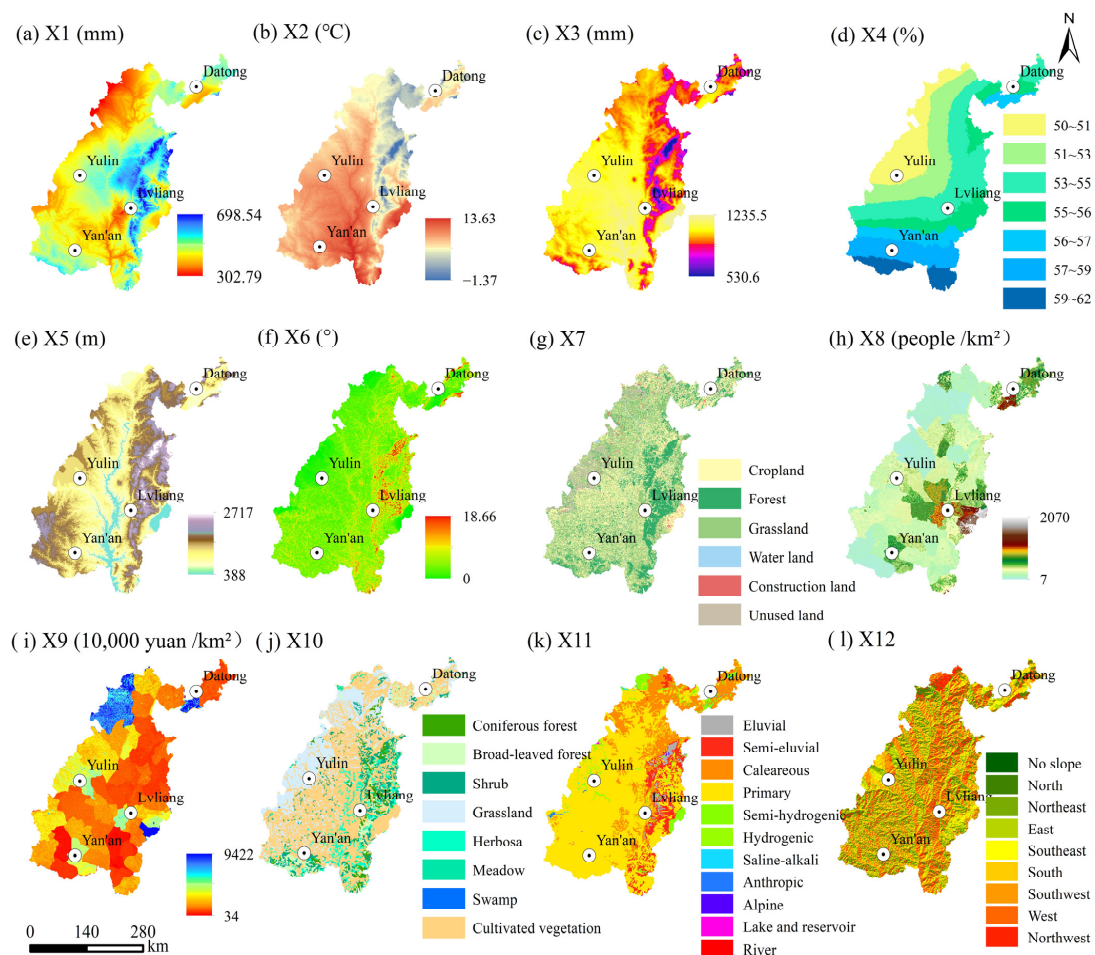 N
(a) X1 (mm)
Datong
Yulin
Lvliang
Yan'an
698.54
302.79
(b) X2 (℃)
Datong
Yulin
Lvliang
Yan'an
13.63
−1.37
(c) X3 (mm)
Datong
Yulin
Lvliang
Yan'an
1235.5
530.6
(d) X4 (%)
Datong
Yulin
Lvliang
Yan'an
50~51
51~53
53~55
55~56
56~57
57~59
59~62
(e) X5 (m)
Datong
Yulin
Lvliang
Yan'an
2717
388
(f) X6 (°)
Datong
Yulin
Lvliang
Yan'an
18.66
0
(g) X7
Datong
Yulin
Lvliang
Yan'an
Cropland
Forest
Grassland
Water land
Construction land
Unused land
(h) X8 (people /km²）
Datong
Yulin
Lvliang
Yan'an
2070
7
(i) X9 (10,000 yuan /km²）
Datong
Yulin
Lvliang
Yan'an
9422
34
0 140 280
km
(j) X10
Datong
Yulin
Lvliang
Yan'an
Coniferous forest
Broad-leaved forest
Shrub
Grassland
Herbosa
Meadow
Swamp
Cultivated vegetation
(k) X11
Datong
Yulin
Lvliang
Yan'an
Eluvial
Semi-eluvial
Caleareous
Primary
Semi-hydrogenic
Hydrogenic
Saline-alkali
Anthropic
Alpine
Lake and reservoir
River
(l) X12
Datong
Yulin
Lvliang
Yan'an
No slope
North
Northeast
East
Southeast
South
Southwest
West
Northwest